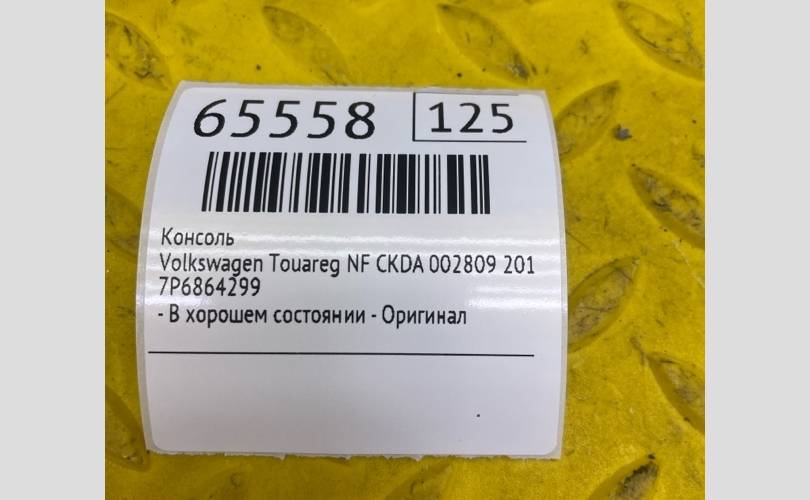 65558 125
Консоль
Volkswagen Touareg NF CKDA 002809 201
7P6864299
- В хорошем состоянии - Оригинал